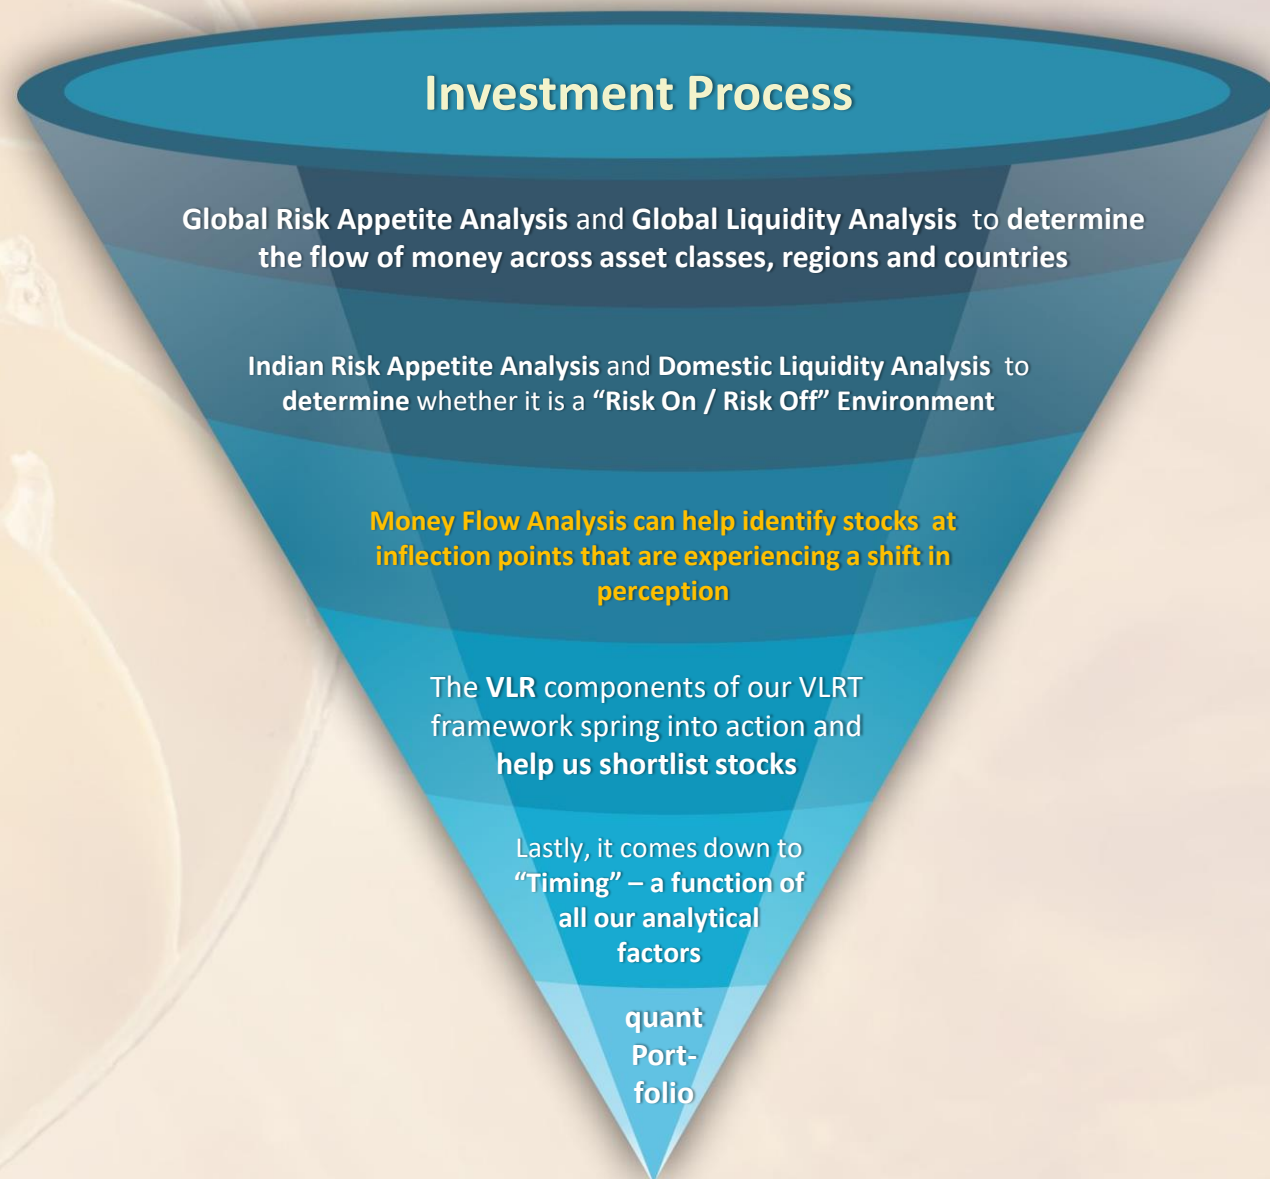 Investment Process
Global Risk Appetite Analysis and Global Liquidity Analysis to determine
the flow of money across asset classes, regions and countries
Indian Risk Appetite Analysis and Domestic Liquidity Analysis to
determine whether it is a “Risk On / Risk Off” Environment
Money Flow Analysis can help identify stocks at
inflection points that are experiencing a shift in
perception
The VLR components of our VLRT
framework spring into action and
help us shortlist stocks
Lastly, it comes down to
“Timing” – a function of
all our analytical
factors
quant
Port-
folio